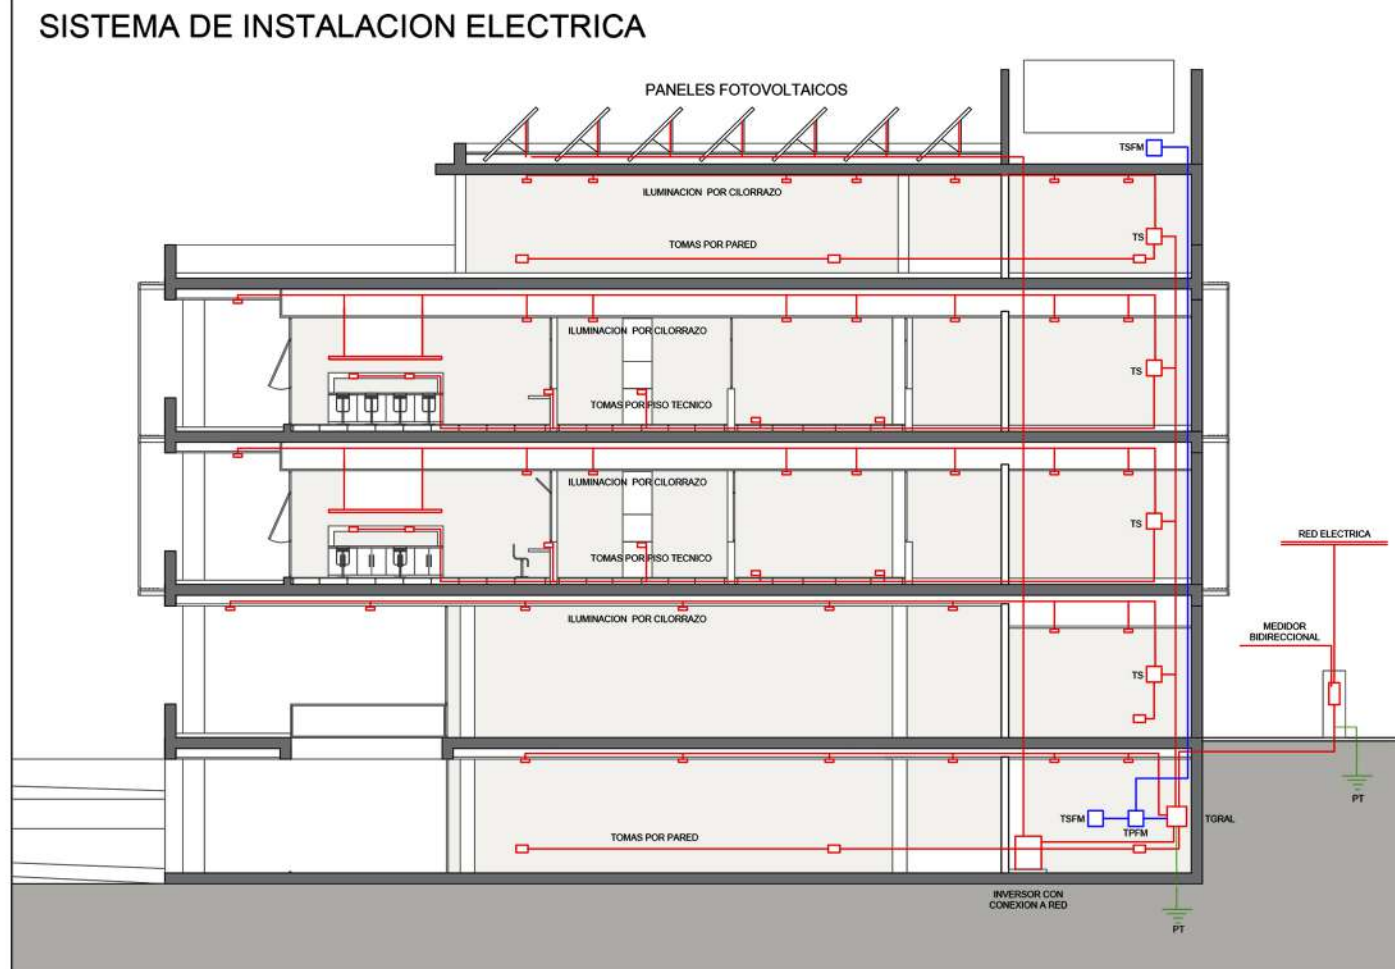 SISTEMA DE INSTALACION ELECTRICA
PANELES FOTOVOLTAICOS
TSFM
ILUMINACION POR CILORRAZO
TS
TOMAS POR PARED
ILUMINACION POR CILORRAZO
TS
TOMAS POR PISO TECNICO
ILUMINACION POR CILORRAZO
TS
TOMAS POR PISO TECNICO
RED ELECTRICA
ILUMINACION POR CILORRAZO
MEDIDOR
BIDIRECCIONAL
TS
PT
TSFM
TPFM
TGRAL
TOMAS POR PARED
INVERSOR CON
CONEXION A RED
PT